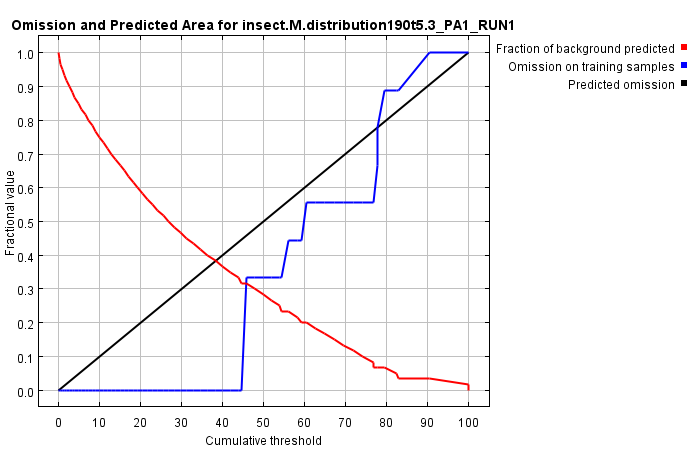 Omission and Predicted Area for insect.M.distribution190t5.3_PA1_RUN1
Fraction of background predicted
Omission on training samples
Predicted omission
Fractional value
1.0
0.9
0.8
0.7
0.6
0.5
0.4
0.3
0.2
0.1
0.0
0 10 20 30 40 50 60 70 80 90 100
Cumulative threshold